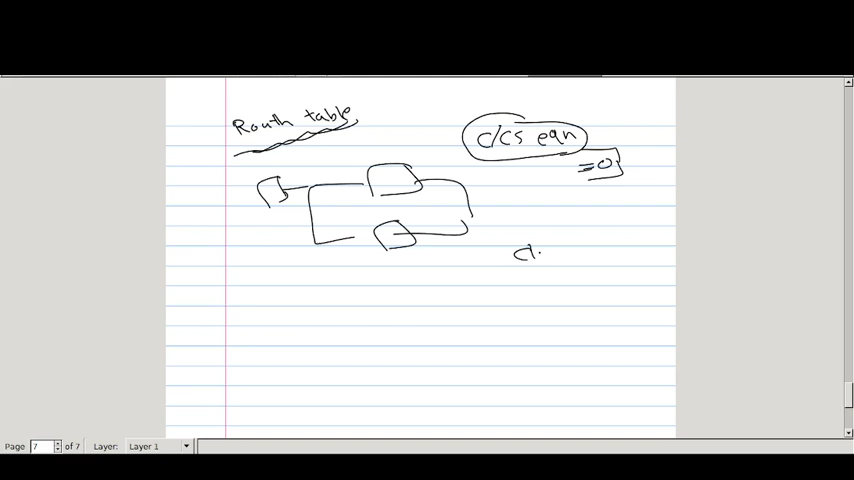 Routh table
c/cs eqn
=0
Page 7 of 7 Layer: Layer 1